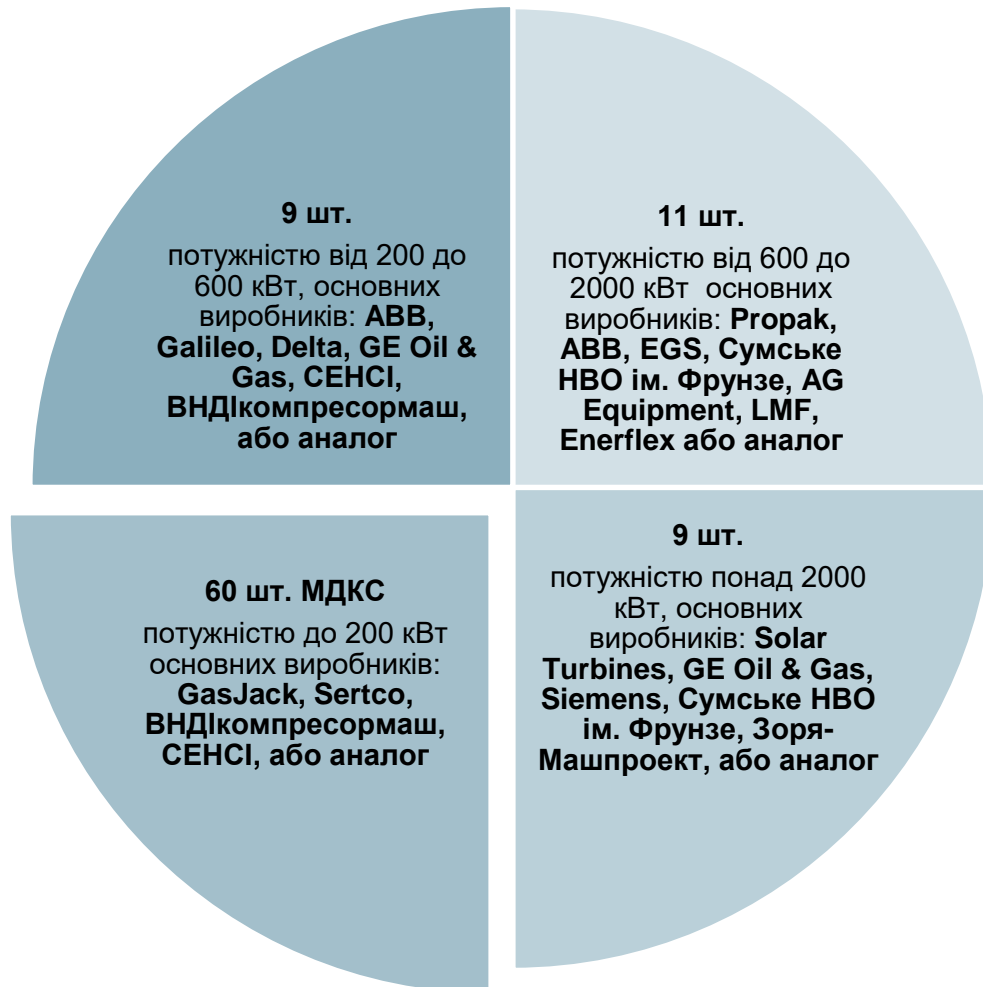 9 шт.
потужністю від 200 до
600 кВт, основних
виробників: ABB,
Galileo, Delta, GE Oil &
Gas, СЕНСІ,
ВНДІкомпресормаш,
або аналог
11 шт.
потужністю від 600 до
2000 кВт основних
виробників: Propak,
ABB, EGS, Сумське
НВО ім. Фрунзе, AG
Equipment, LMF,
Enerflex або аналог
60 шт. МДКС
потужністю до 200 кВт
основних виробників:
GasJack, Sertco,
ВНДІкомпресормаш,
СЕНСІ, або аналог
9 шт.
потужністю понад 2000
кВт, основних
виробників: Solar
Turbines, GE Oil & Gas,
Siemens, Сумське НВО
ім. Фрунзе, Зоря-
Машпроект, або аналог